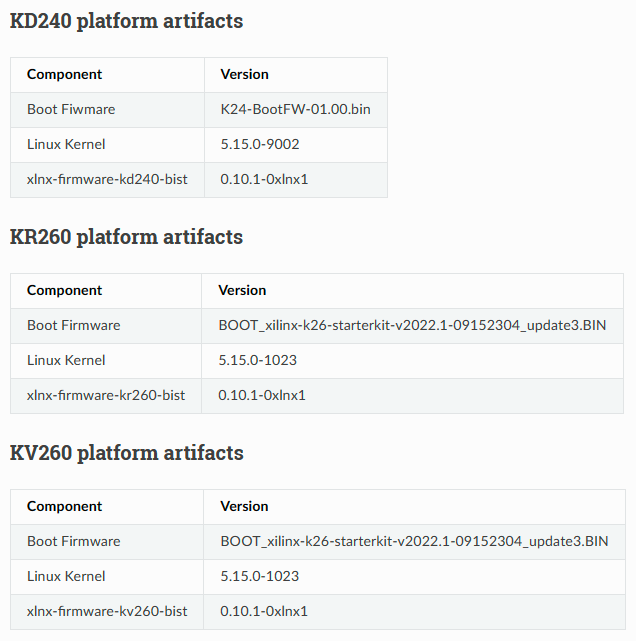 KD240 platform artifacts
Component Version
Boot Fiwmare K24-BootFW-01.00.bin
Linux Kernel 5.15.0-9002
xlnx-firmware-kd240-bist 0.10.1-0xlnx1
KR260 platform artifacts
Component Version
Boot Firmware BOOT_xilinx-k26-starterkit-v2022.1-09152304_update3.BIN
Linux Kernel 5.15.0-1023
xlnx-firmware-kr260-bist 0.10.1-0xlnx1
KV260 platform artifacts
Component Version
Boot Firmware BOOT_xilinx-k26-starterkit-v2022.1-09152304_update3.BIN
Linux Kernel 5.15.0-1023
xlnx-firmware-kv260-bist 0.10.1-0xlnx1